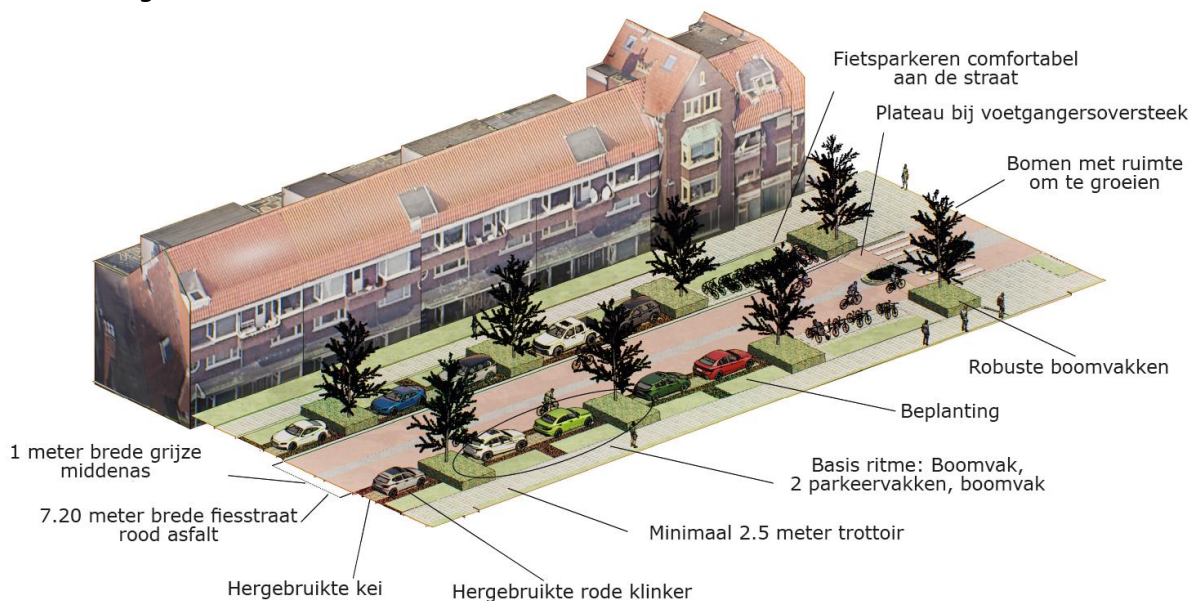 Fietsparkeren comfortabel
aan de straat
Plateau bij voetgangersoversteek
Bomen met ruimte
om te groeien
Robuste boomvakken
Beplanting
Basis ritme: Boomvak,
2 parkeervakken, boomvak
Minimaal 2.5 meter trottoir
1 meter brede grijze
middenas
7.20 meter brede fiesstraat
rood asfalt
Hergebruikte kei
Hergebruikte rode klinker